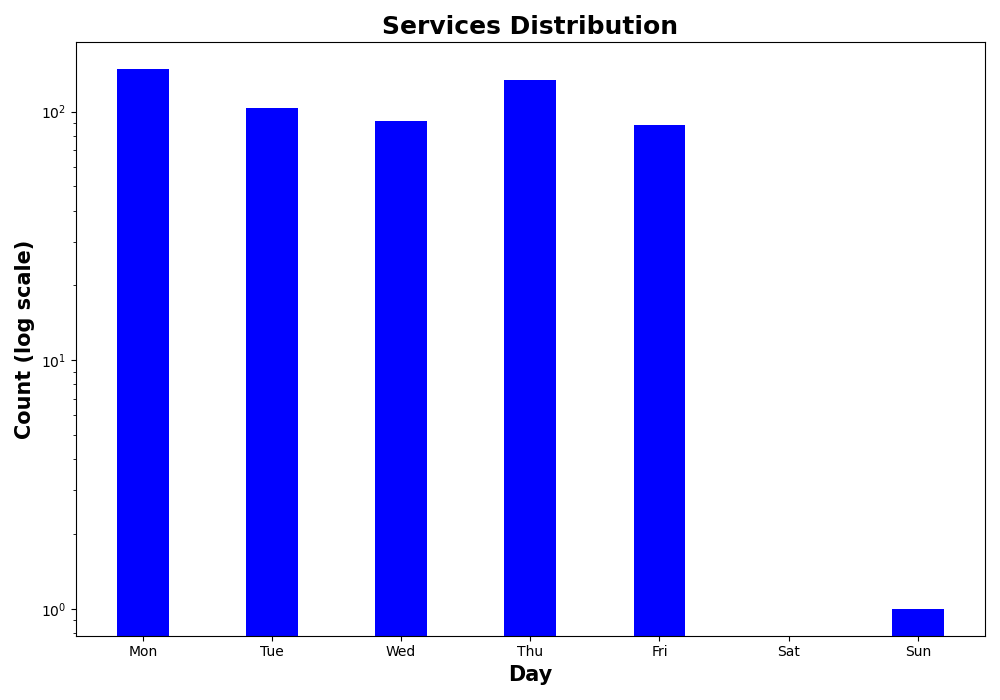 Services Distribution
Count (log scale)
10²
10¹
10⁰
Mon Tue Wed Thu Fri Sat Sun
Day